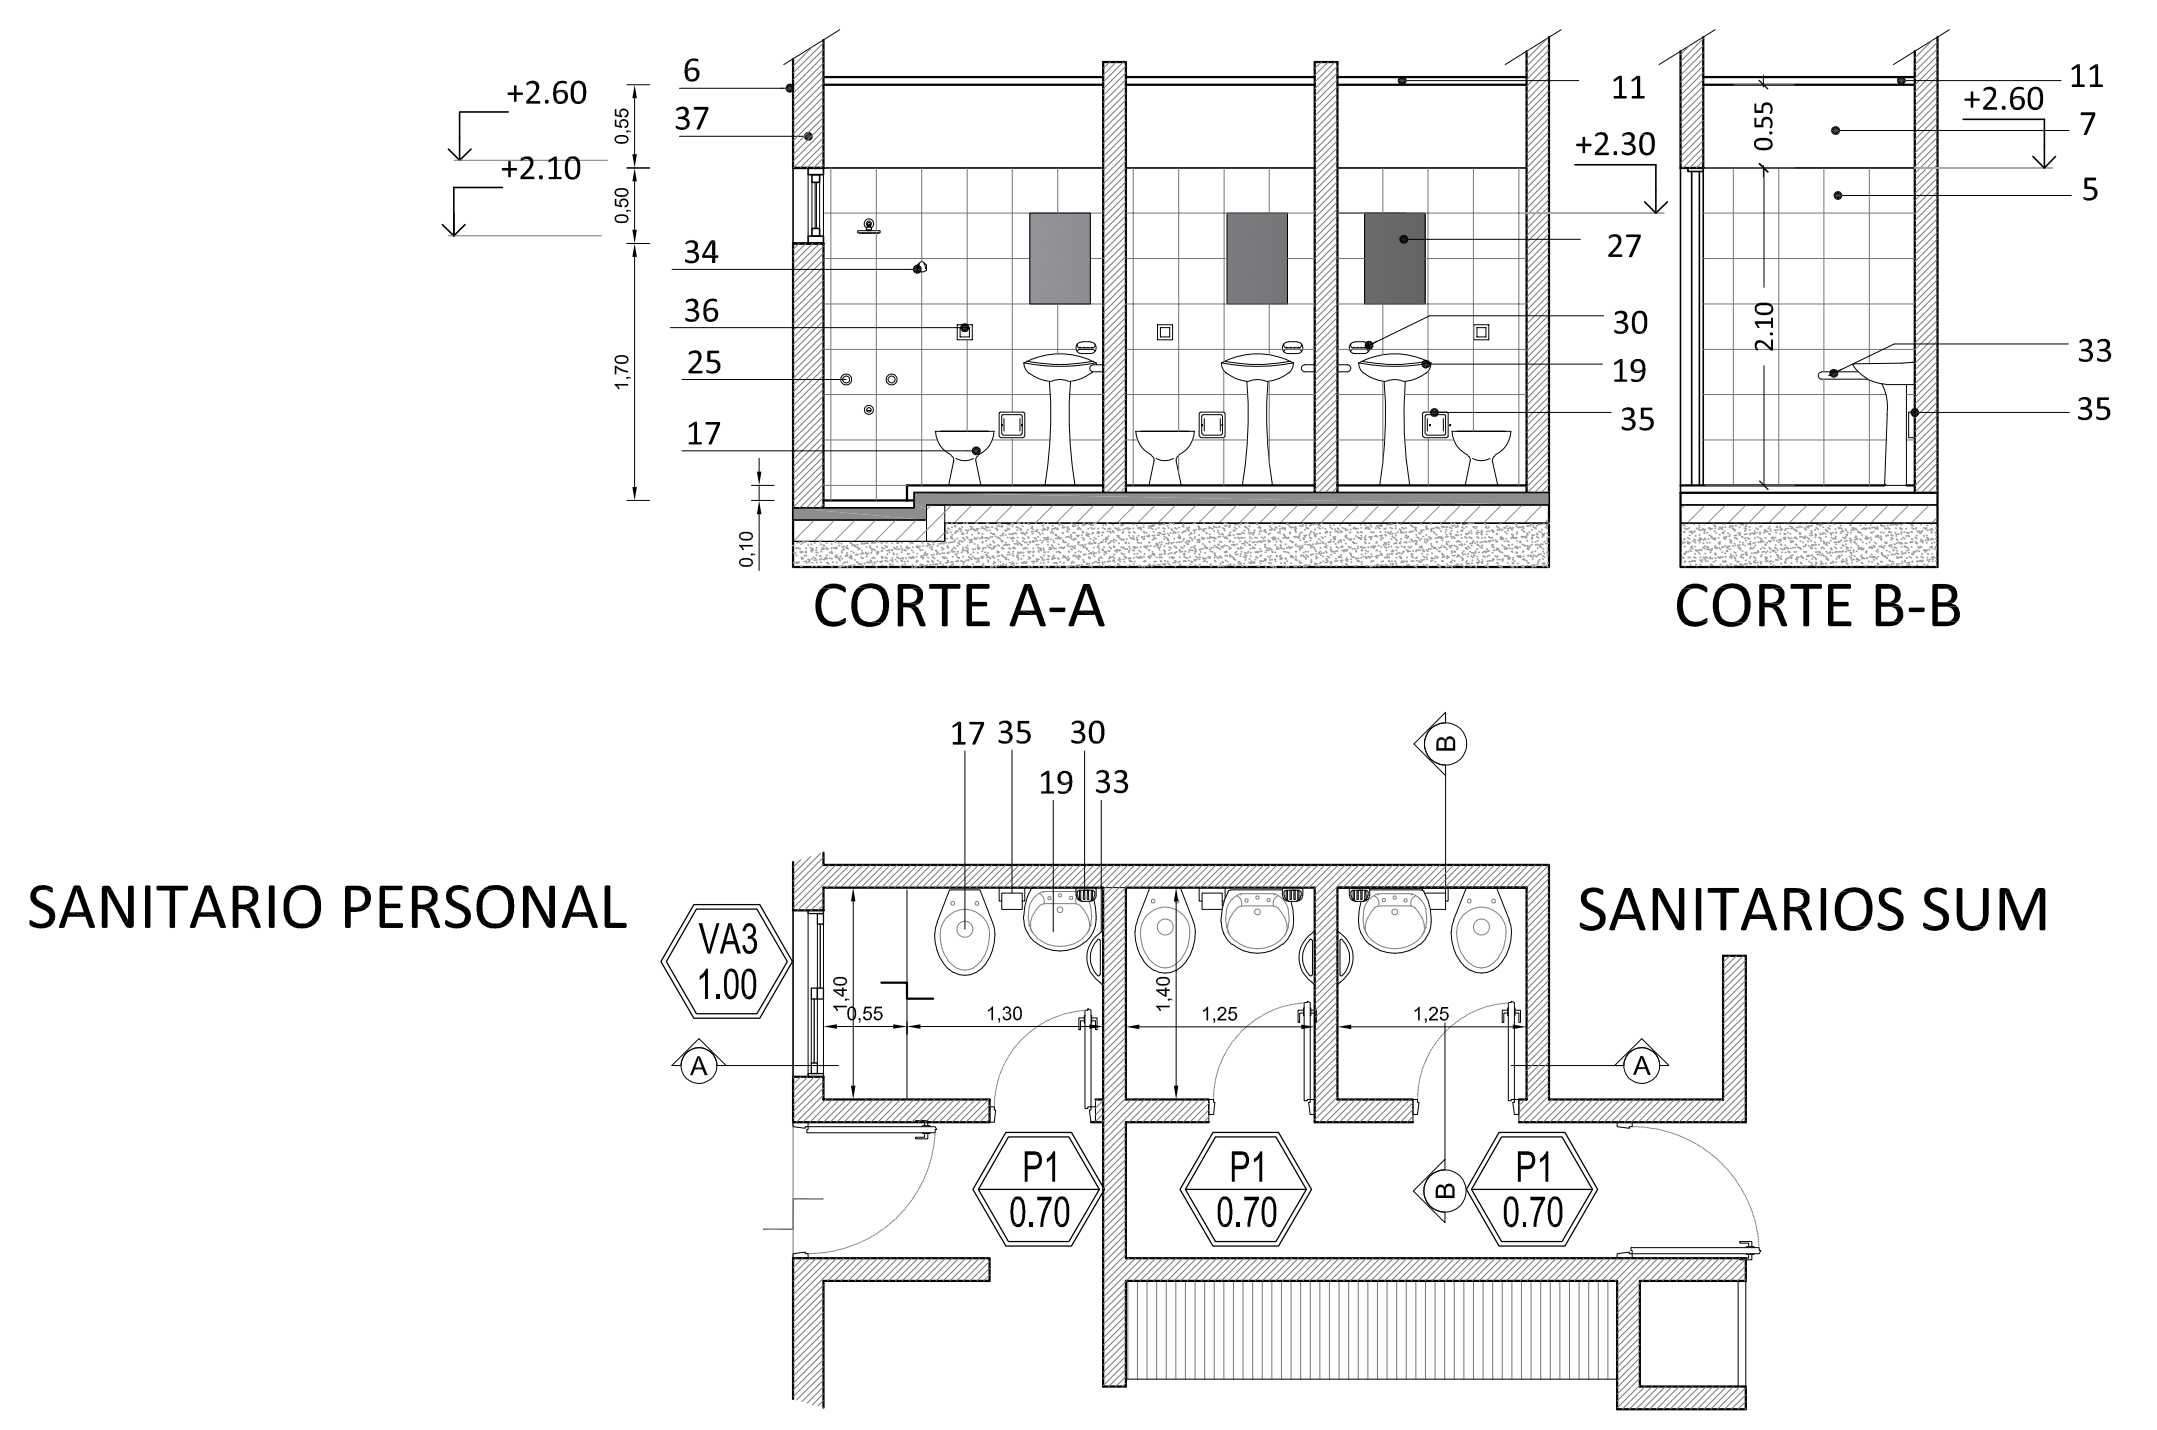 6
+2.60
37
0,55
+2.10
0,50
34
36
25
1,70
17
0,10
11
+2.30
27
30
19
35
0.55
2.10
11
+2.60
7
5
33
35
CORTE A-A
CORTE B-B
17 35 30
19 33
B
SANITARIO PERSONAL
SANITARIOS SUM
VA3
1.00
1,40
0,55
1,30
1,40
1,25
1,25
A
A
P1
0.70
P1
0.70
B
P1
0.70